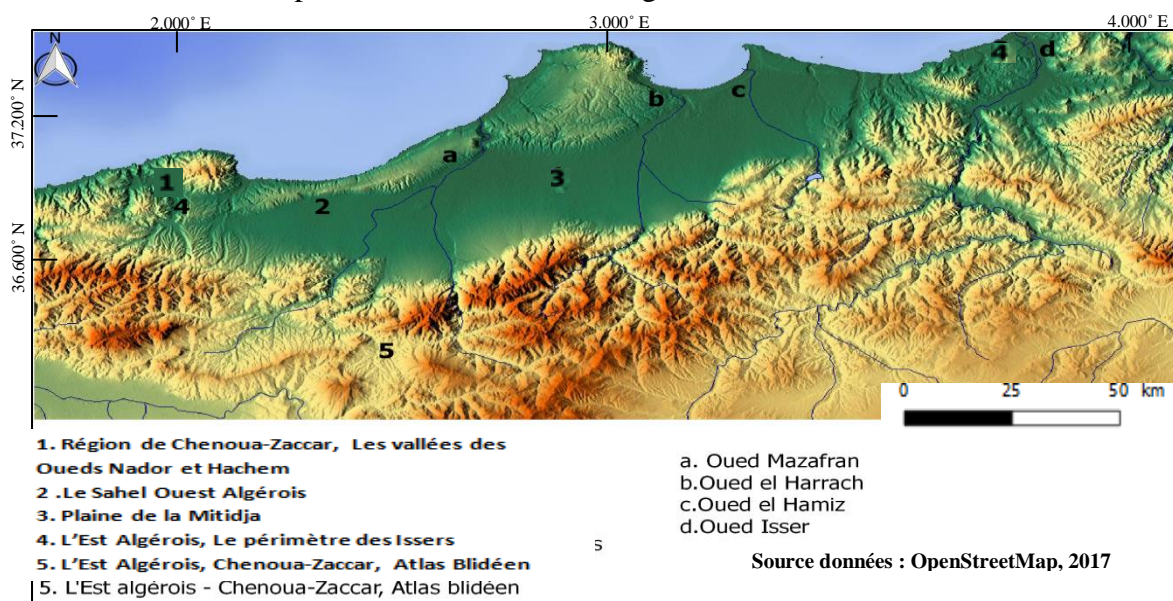 2.000° E
3.000° E
4.000° E
N
37.200° N
36.600° N
4
d
b
c
a
3
1
2
4
5
0 25 50 km
1. Région de Chenoua-Zaccar, Les vallées des
Oueds Nador et Hachem
2 .Le Sahel Ouest Algérois
3. Plaine de la Mitidja
4. L'Est Algérois, Le périmètre des Issers
5. L'Est Algérois, Chenoua-Zaccar, Atlas Blidéen
5. L'Est algérois - Chenoua-Zaccar, Atlas blidéen
a. Oued Mazafran
b.Oued el Harrach
c.Oued el Hamiz
d.Oued Isser
s
Source données : OpenStreetMap, 2017